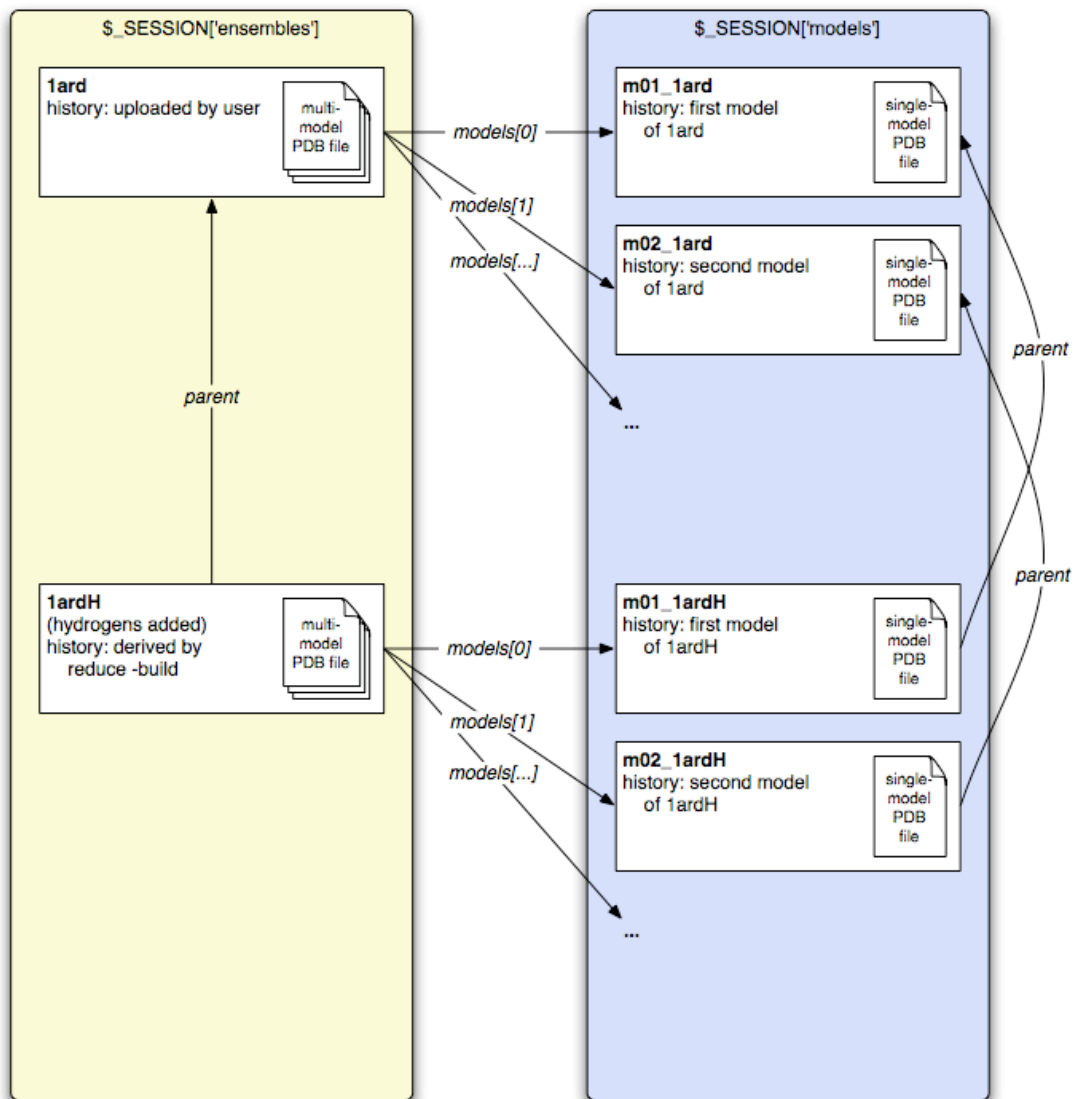 $_SESSION['ensembles']
1ard
history: uploaded by user
multi-
model
PDB file
parent
1ardH
(hydrogens added)
history: derived by
reduce -build
multi-
model
PDB file
models[0]
models[1]
models[...]
models[0]
models[1]
models[...]
$_SESSION['models']
m01_1ard
history: first model
of 1ard
single-
model
PDB
file
m02_1ard
history: second model
of 1ard
single-
model
PDB
file
...
m01_1ardH
history: first model
of 1ardH
single-
model
PDB
file
m02_1ardH
history: second model
of 1ardH
single-
model
PDB
file
...
parent
parent